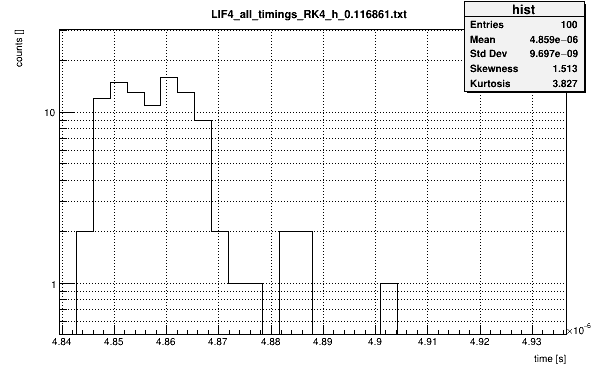 LIF4_all_timings_RK4_h_0.116861.txt
hist
Entries 100
Mean 4.859e−06
Std Dev 9.697e−09
Skewness 1.513
Kurtosis 3.827
counts []
10
1
4.84 4.85 4.86 4.87 4.88 4.89 4.9 4.91 4.92 4.93
×10⁻⁶
time [s]